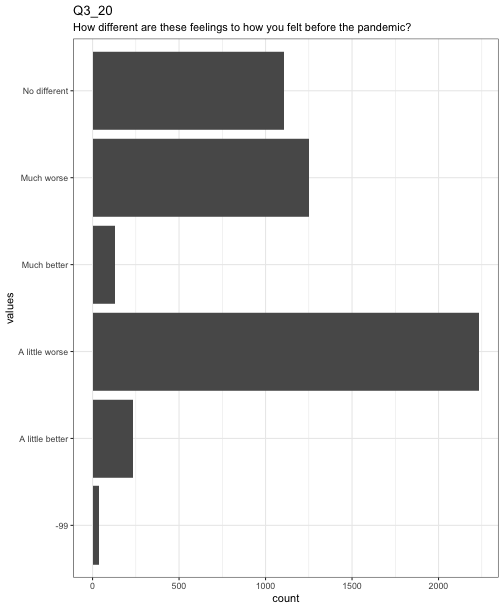 Q3_20
How different are these feelings to how you felt before the pandemic?
No different
Much worse
Much better
A little worse
A little better
-99
values
0 500 1000 1500 2000
count